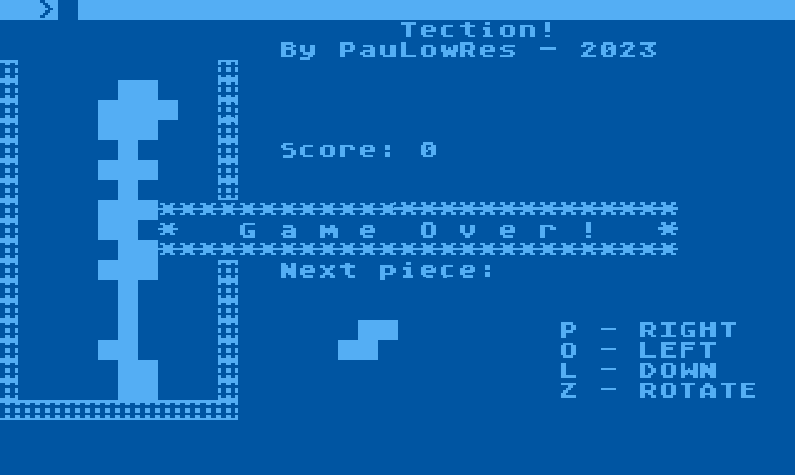 >
Tection!
By PauLowRes - 2023
Score: 0
*****************************
* Game Over! *
*****************************
Next piece:
P - RIGHT
O - LEFT
L - DOWN
Z - ROTATE